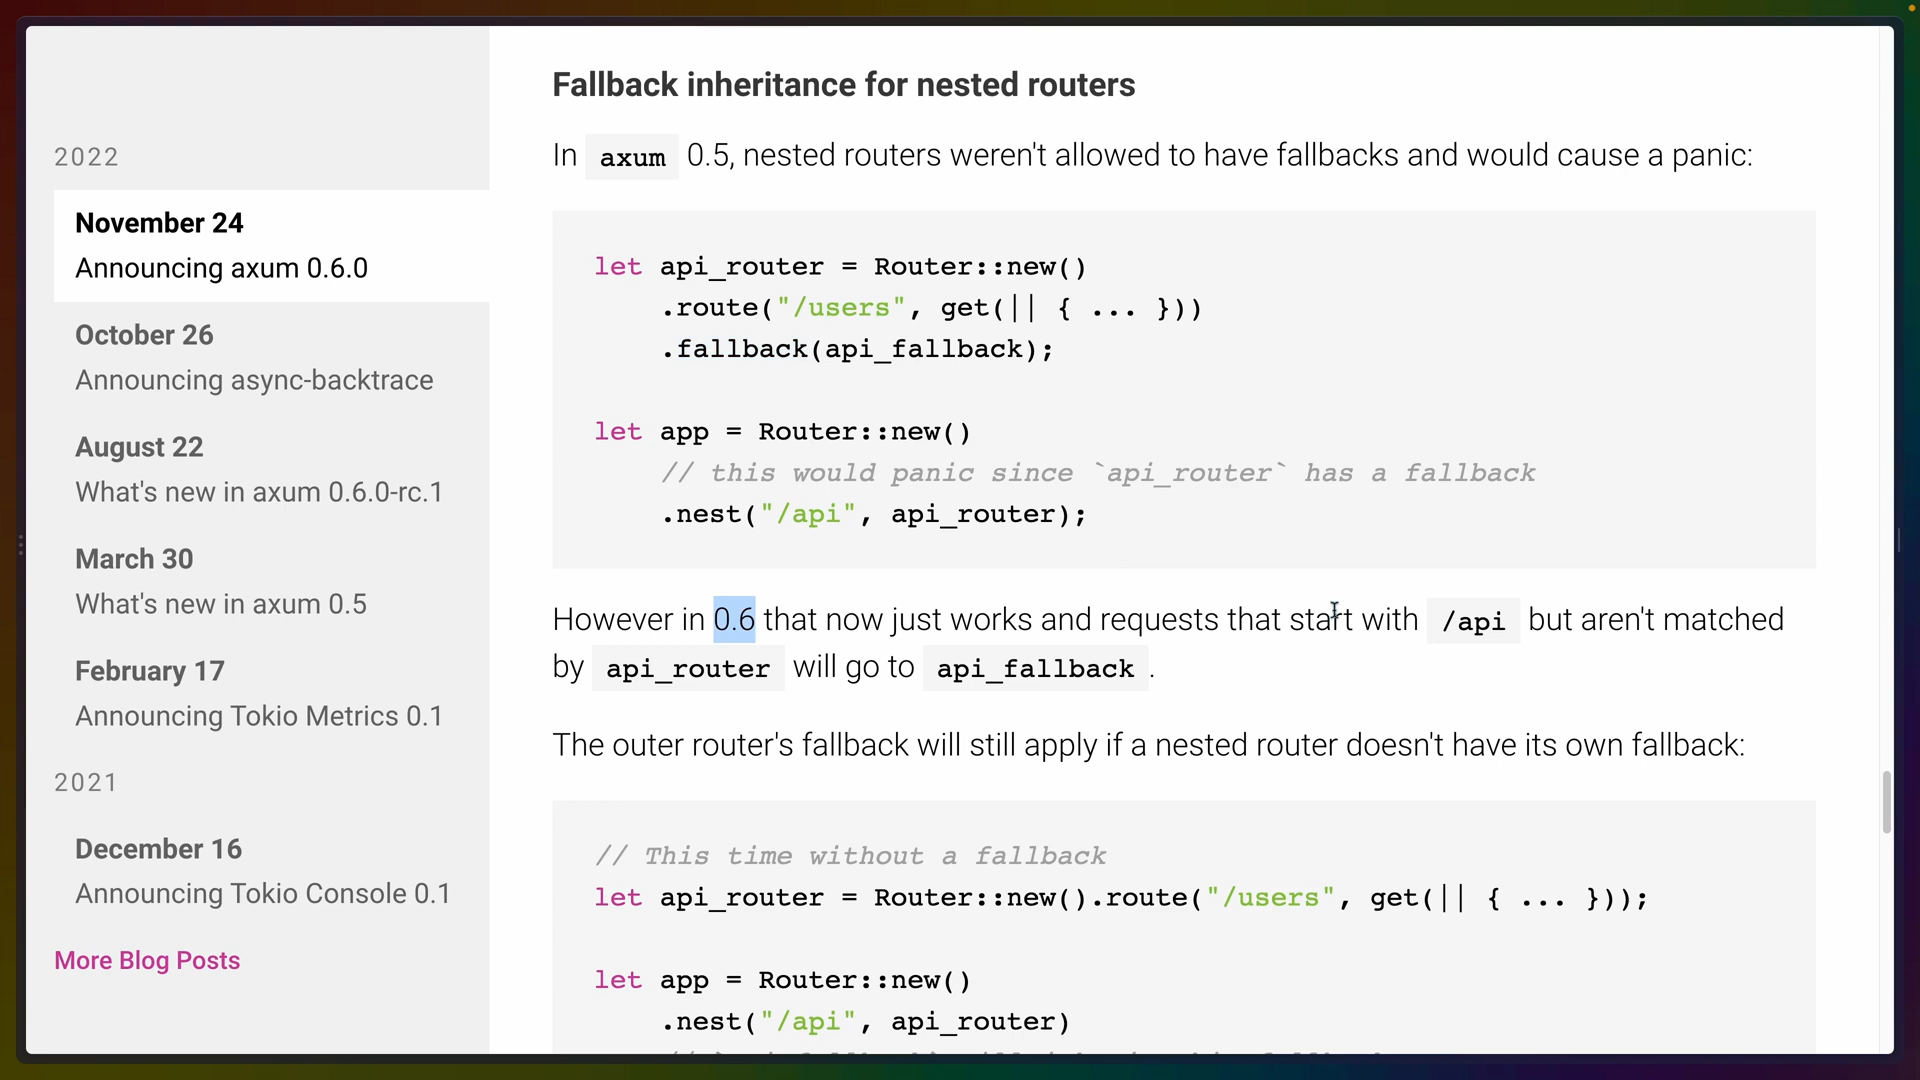 2022
November 24
Announcing axum 0.6.0
October 26
Announcing async-backtrace
August 22
What's new in axum 0.6.0-rc.1
March 30
What's new in axum 0.5
February 17
Announcing Tokio Metrics 0.1
2021
December 16
Announcing Tokio Console 0.1
More Blog Posts
Fallback inheritance for nested routers
In axum 0.5, nested routers weren't allowed to have fallbacks and would cause a panic:
let api_router = Router::new()
    .route("/users", get(|| { ... }))
    .fallback(api_fallback);
let app = Router::new()
    // this would panic since `api_router` has a fallback
    .nest("/api", api_router);
However in 0.6 that now just works and requests that start with /api but aren't matched
by api_router will go to api_fallback .
The outer router's fallback will still apply if a nested router doesn't have its own fallback:
// This time without a fallback
let api_router = Router::new().route("/users", get(|| { ... }));
let app = Router::new()
    .nest("/api", api_router)